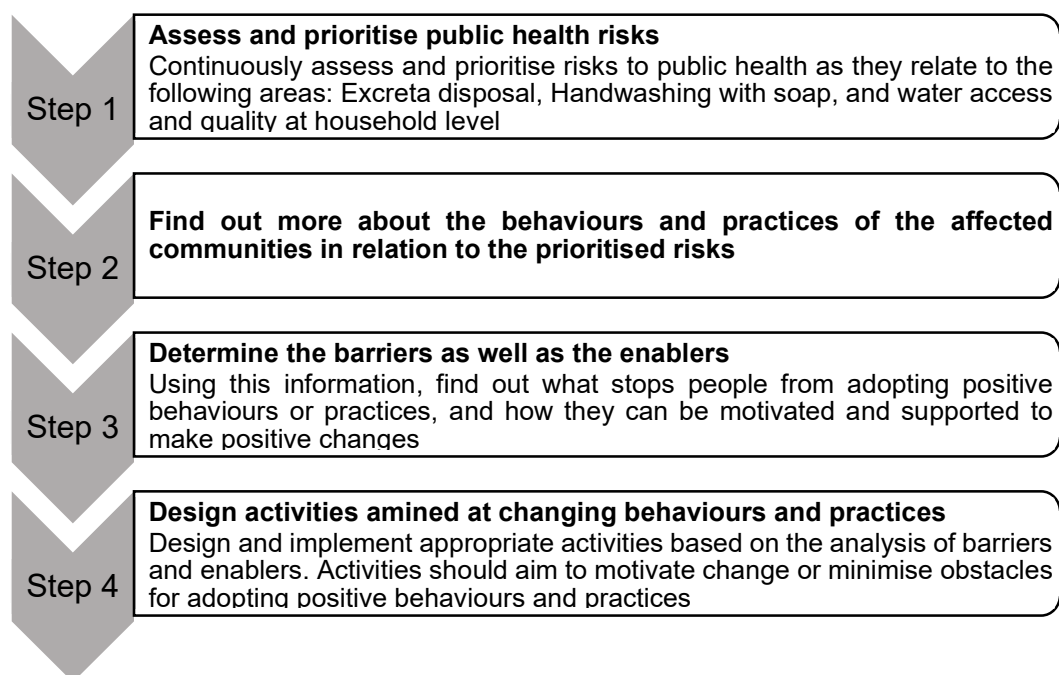 Step 1
Assess and prioritise public health risks
Continuously assess and prioritise risks to public health as they relate to the
following areas: Excreta disposal, Handwashing with soap, and water access
and quality at household level
Step 2
Find out more about the behaviours and practices of the affected
communities in relation to the prioritised risks
Step 3
Determine the barriers as well as the enablers
Using this information, find out what stops people from adopting positive
behaviours or practices, and how they can be motivated and supported to
make positive changes
Step 4
Design activities amined at changing behaviours and practices
Design and implement appropriate activities based on the analysis of barriers
and enablers. Activities should aim to motivate change or minimise obstacles
for adopting positive behaviours and practices